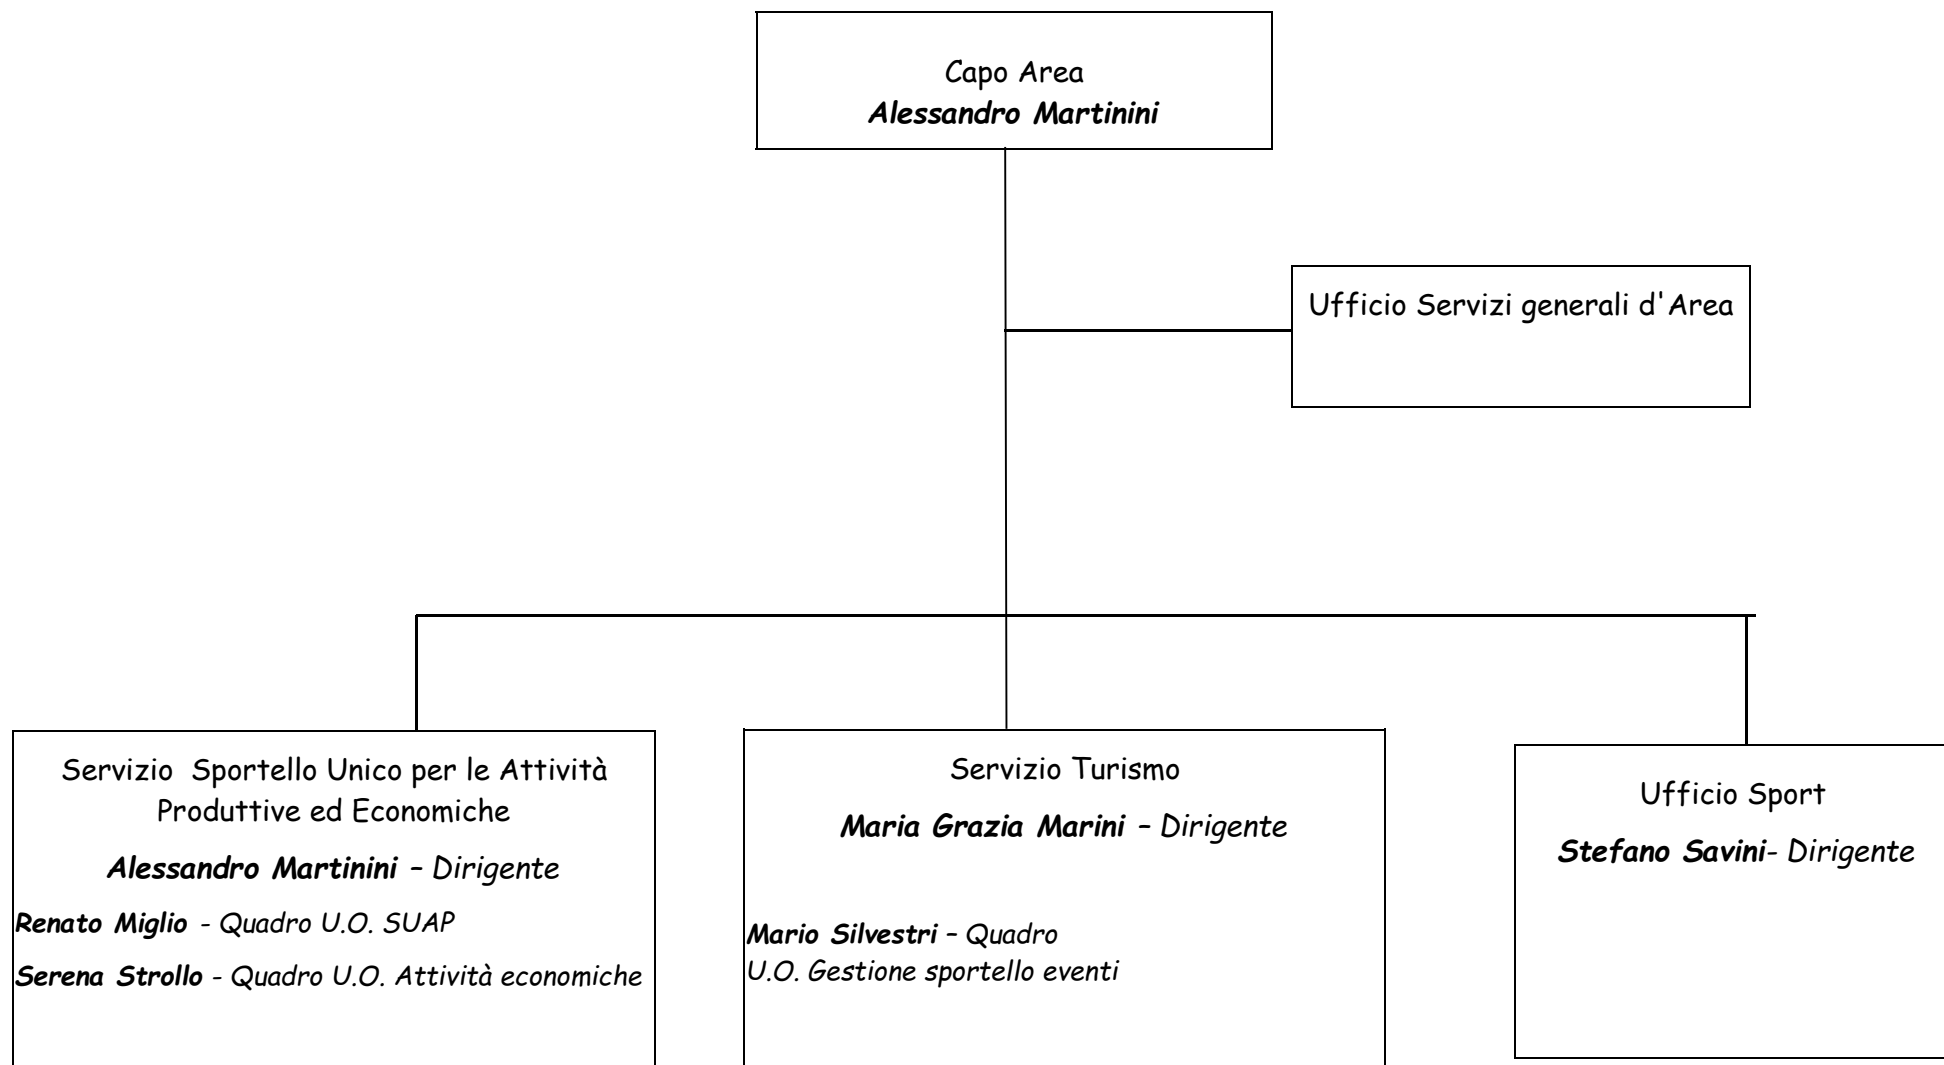 Capo Area
Alessandro Martinini
Ufficio Servizi generali d'Area
Servizio Sportello Unico per le Attività
Produttive ed Economiche
Alessandro Martinini – Dirigente
Renato Miglio - Quadro U.O. SUAP
Serena Strollo - Quadro U.O. Attività economiche
Servizio Turismo
Maria Grazia Marini – Dirigente
Mario Silvestri – Quadro
U.O. Gestione sportello eventi
Ufficio Sport
Stefano Savini- Dirigente